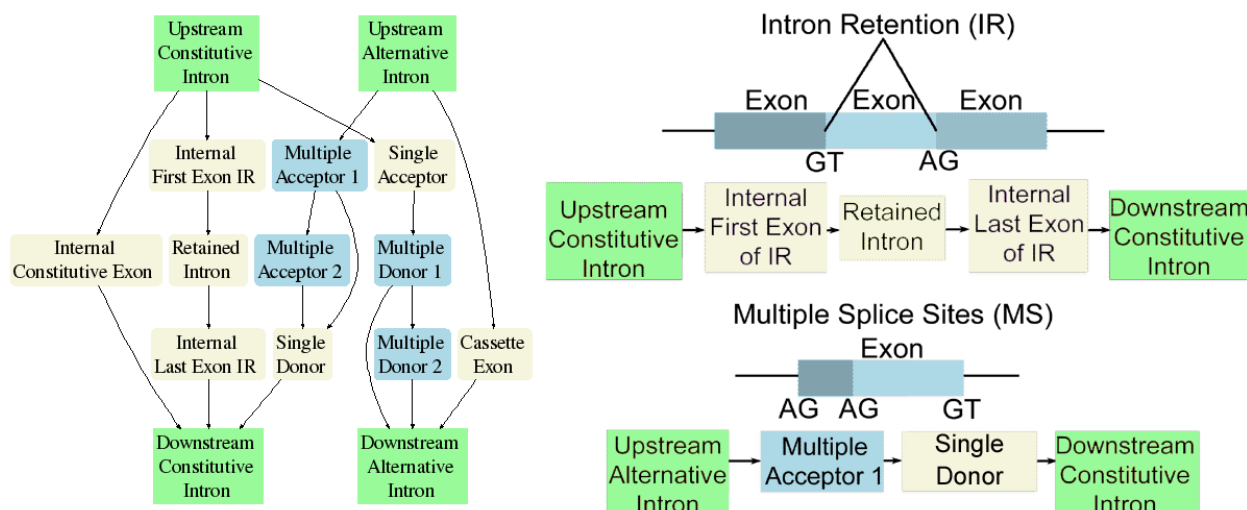 Upstream
Constitutive
Intron
Upstream
Alternative
Intron
Internal
First Exon IR
Multiple
Acceptor 1
Single
Acceptor
Internal
Constitutive Exon
Retained
Intron
Multiple
Acceptor 2
Multiple
Donor 1
Internal
Last Exon IR
Single
Donor
Multiple
Donor 2
Cassette
Exon
Downstream
Constitutive
Intron
Downstream
Alternative
Intron
Intron Retention (IR)
Exon Exon Exon
GT AG
Upstream
Constitutive
Intron
Internal
First Exon
of IR
Retained
Intron
Internal
Last Exon
of IR
Downstream
Constitutive
Intron
Multiple Splice Sites (MS)
Exon
AG AG GT
Upstream
Alternative
Intron
Multiple
Acceptor 1
Single
Donor
Downstream
Constitutive
Intron